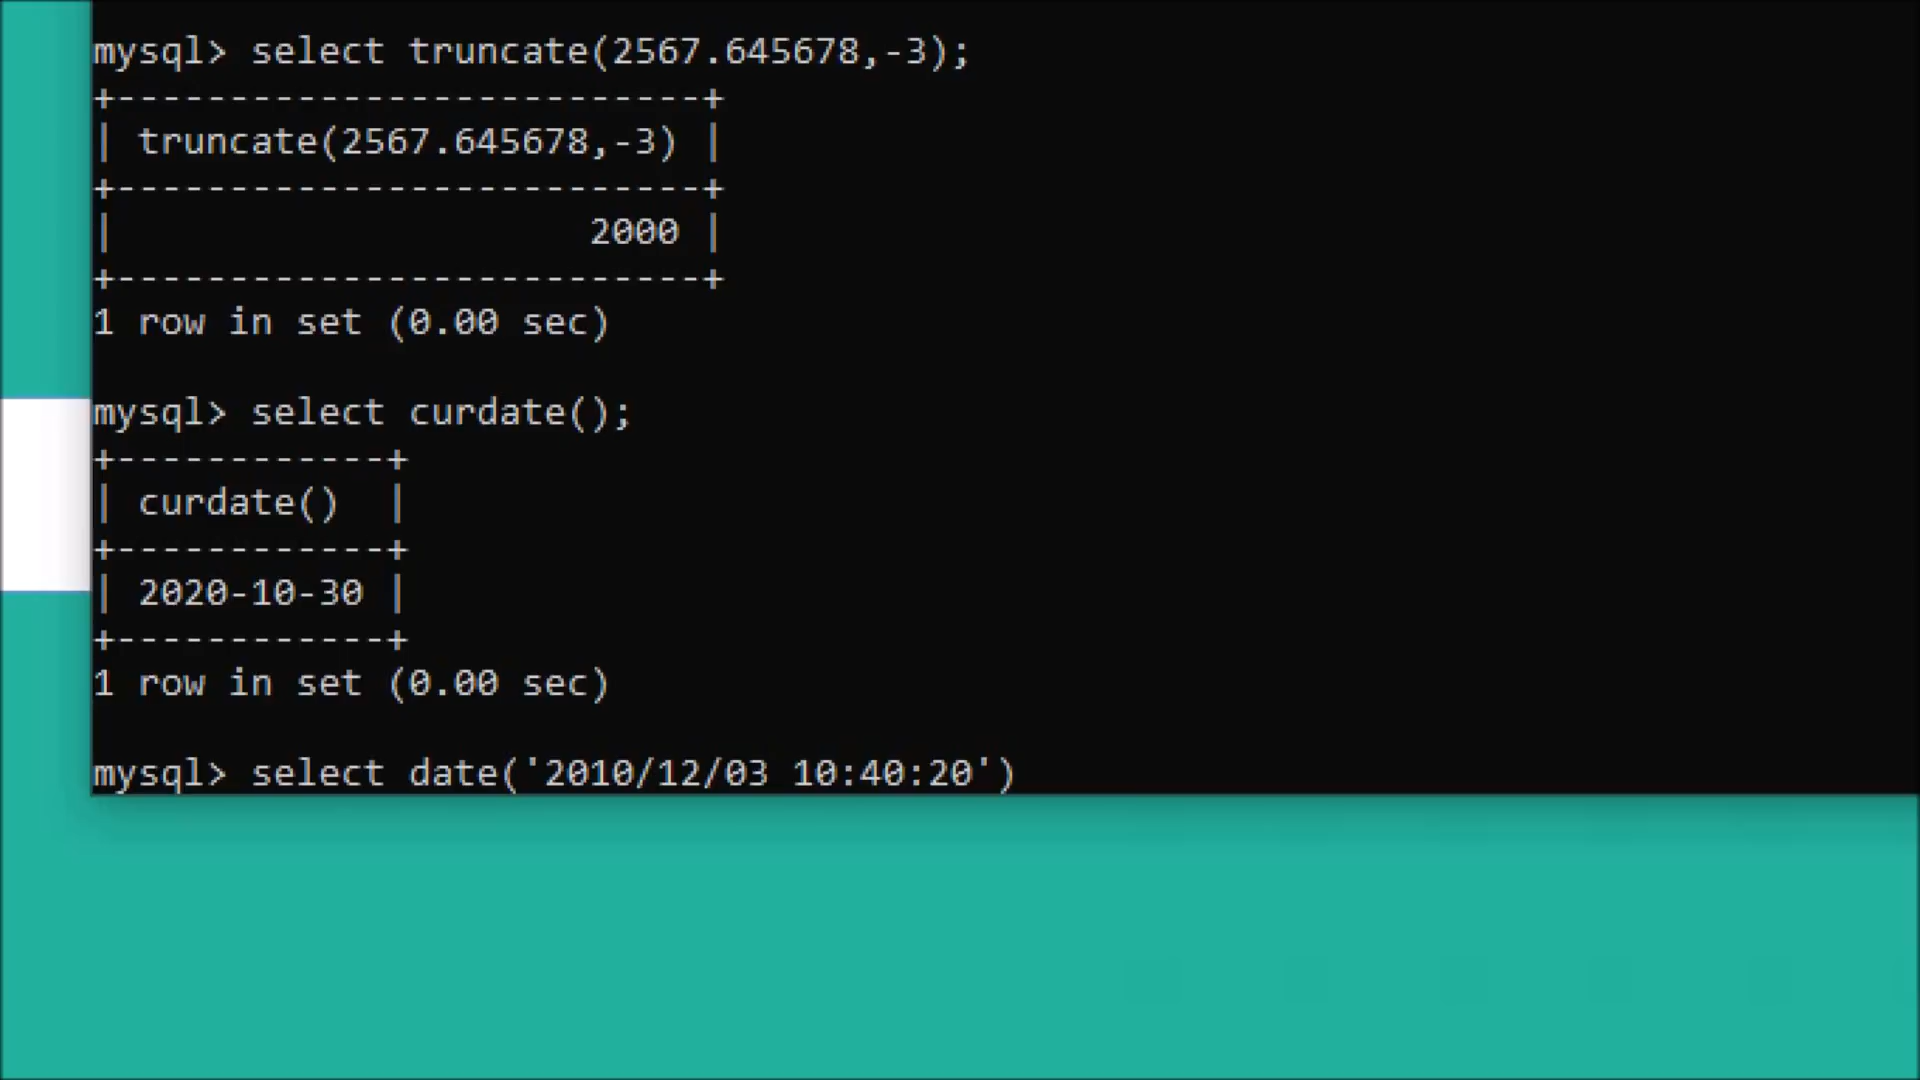 mysql> select truncate(2567.645678,-3);
+--------------------------+
| truncate(2567.645678,-3) |
+--------------------------+
|                     2000 |
+--------------------------+
1 row in set (0.00 sec)
mysql> select curdate();
+------------+
| curdate()  |
+------------+
| 2020-10-30 |
+------------+
1 row in set (0.00 sec)
mysql> select date('2010/12/03 10:40:20')